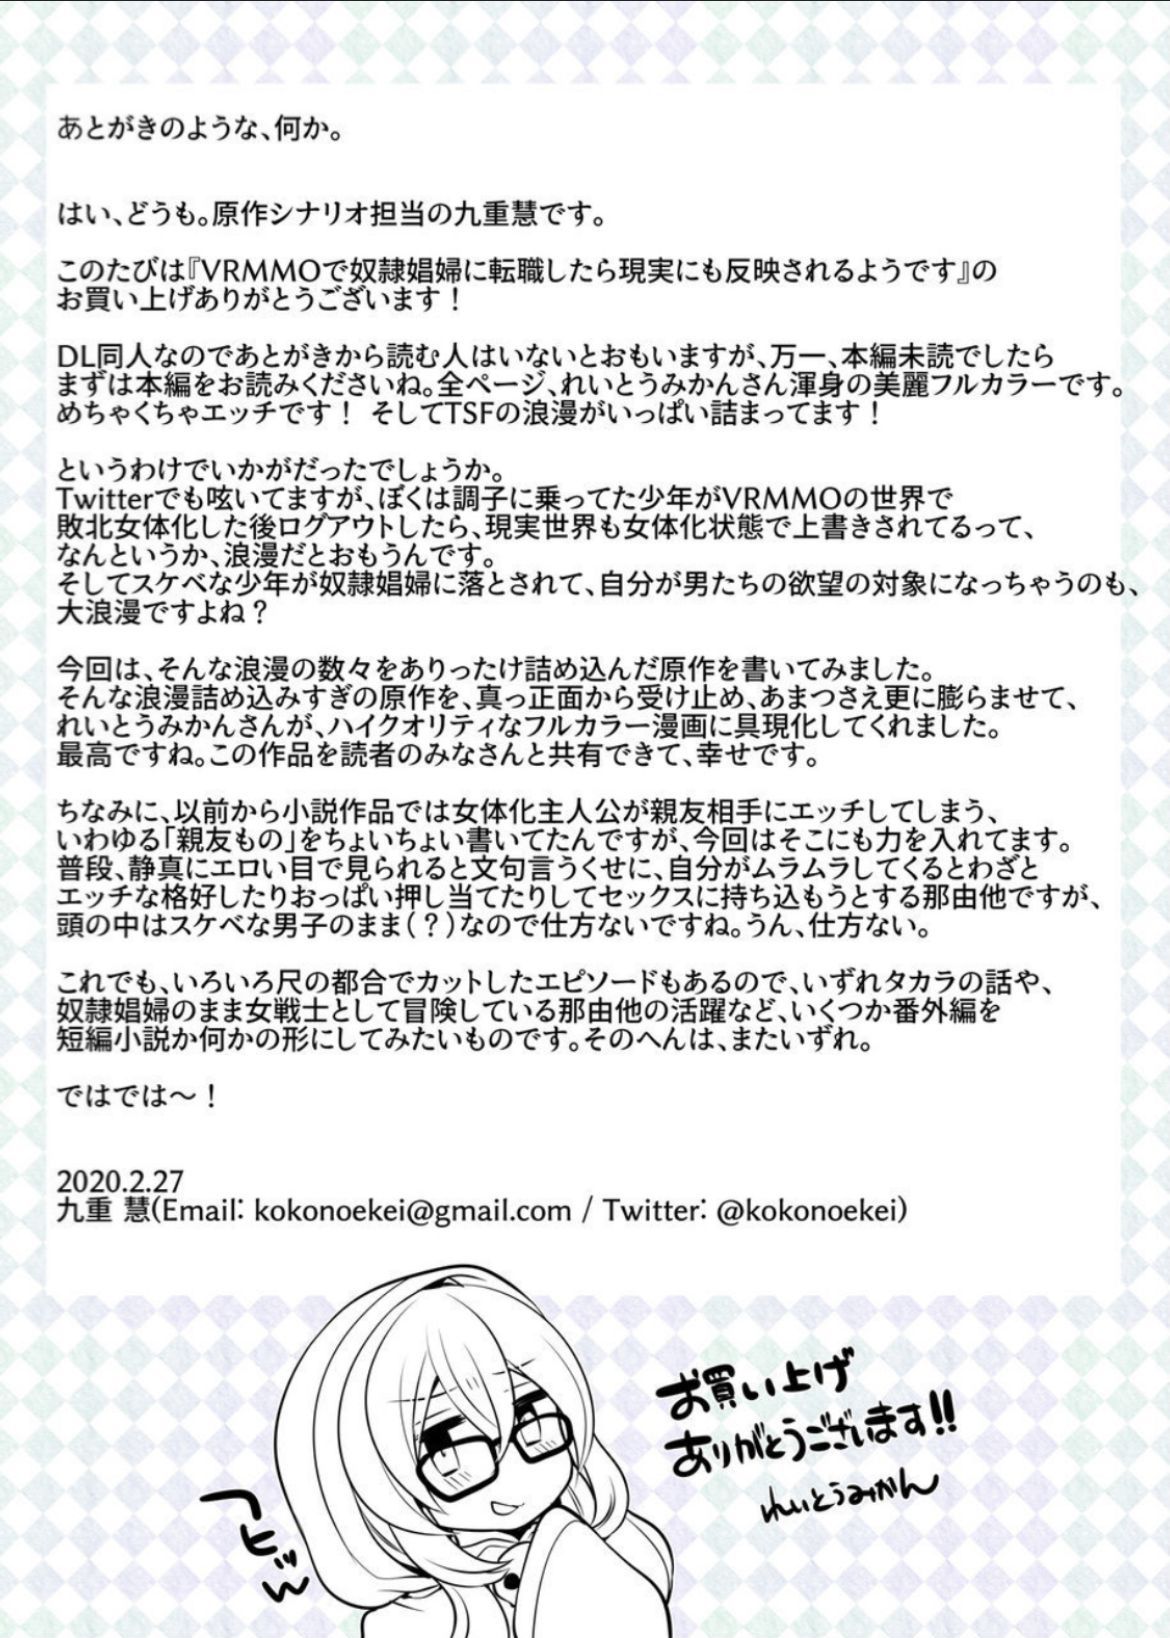 あとがきのような、何か。
はい、どうも。原作シナリオ担当の九重慧です。
このたびは『VRMMOで奴隷娼婦に転職したら現実にも反映されるようです』の
お買い上げありがとうございます！
DL同人なのであとがきから読む人はいないとおもいますが、万一、本編未読でしたら
まずは本編をお読みくださいね。全ページ、れいとうみかんさん渾身の美麗フルカラーです。
めちゃくちゃエッチです！ そしてTSFの浪漫がいっぱい詰まってます！
というわけでいかがだったでしょうか。
Twitterでも呟いてますが、ぼくは調子に乗ってた少年がVRMMOの世界で
敗北女体化した後ログアウトしたら、現実世界も女体化状態で上書きされてるって、
なんというか、浪漫だとおもうんです。
そしてスケベな少年が奴隷娼婦に落とされて、自分が男たちの欲望の対象になっちゃうのも、
大浪漫ですよね？
今回は、そんな浪漫の数々をありったけ詰め込んだ原作を書いてみました。
そんな浪漫詰め込みすぎの原作を、真っ正面から受け止め、あまつさえ更に膨らませて、
れいとうみかんさんが、ハイクオリティなフルカラー漫画に具現化してくれました。
最高ですね。この作品を読者のみなさんと共有できて、幸せです。
ちなみに、以前から小説作品では女体化主人公が親友相手にエッチしてしまう、
いわゆる「親友もの」をちょいちょい書いてたんですが、今回はそこにも力を入れてます。
普段、静真にエロい目で見られると文句言うくせに、自分がムラムラしてくるとわざと
エッチな格好したりおっぱい押し当てたりしてセックスに持ち込もうとする那由他ですが、
頭の中はスケベな男子のまま（？）なので仕方ないですね。うん、仕方ない。
これでも、いろいろ尺の都合でカットしたエピソードもあるので、いずれタカラの話や、
奴隷娼婦のまま女戦士として冒険している那由他の活躍など、いくつか番外編を
短編小説か何かの形にしてみたいものです。そのへんは、またいずれ。
ではでは～！
2020.2.27
九重 慧(Email: kokonoekei@gmail.com / Twitter: @kokonoekei)
お買い上げ
ありがとうございます!!
れいとうみかん
へヒッ